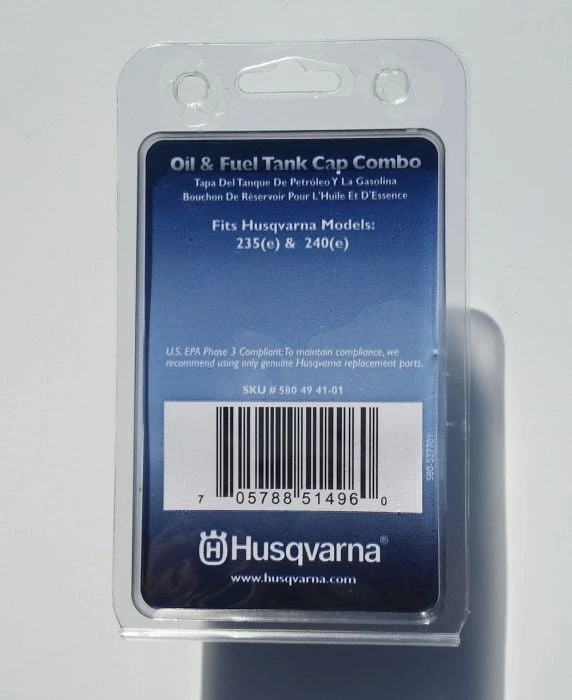 Oil & Fuel Tank Cap Combo
Tapa Del Tanque De Petróleo Y La Gasolina
Bouchon De Réservoir Pour L'Huile Et D'Essence
Fits Husqvarna Models:
235(e) & 240(e)
U.S. EPA Phase 3 Compliant: To maintain compliance, we
recommend using only genuine Husqvarna replacement parts.
SKU # 580 49 41-01
7 05788 51496 0
Husqvarna®
www.husqvarna.com